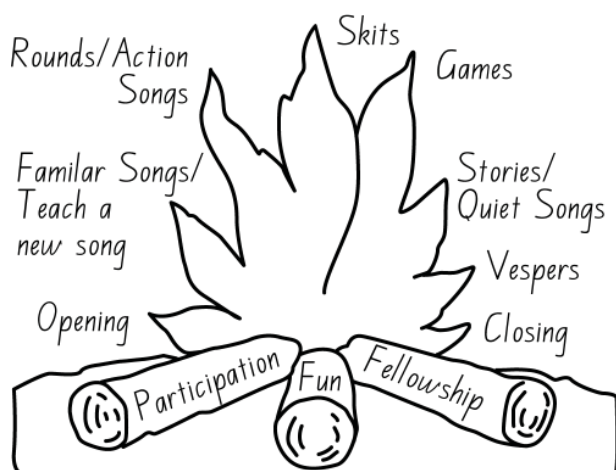 Skits
Rounds/Action
Songs
Games
Familar Songs/
Teach a
new song
Stories/
Quiet Songs
Vespers
Opening
Closing
Participation
Fun
Fellowship